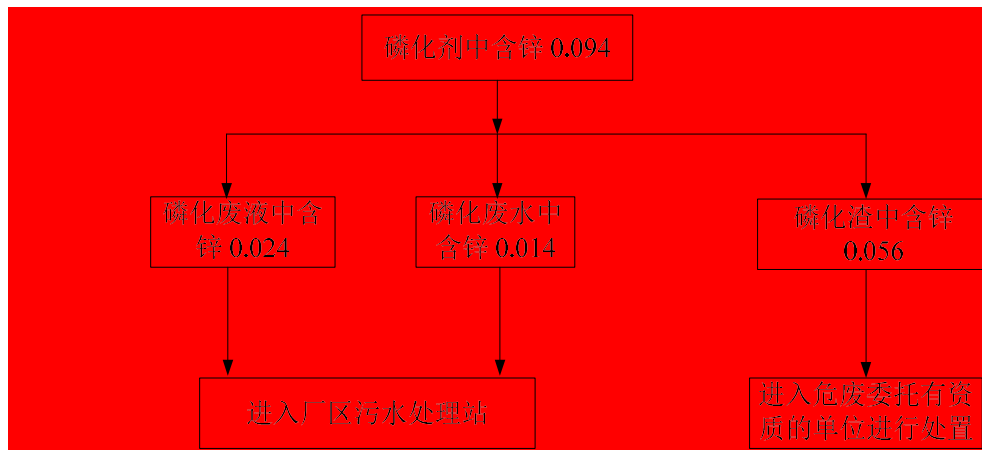 磷化剂中含锌 0.094
磷化废液中含
锌 0.024
磷化废水中
含锌 0.014
磷化渣中含锌
0.056
进入厂区污水处理站
进入危废委托有资
质的单位进行处置